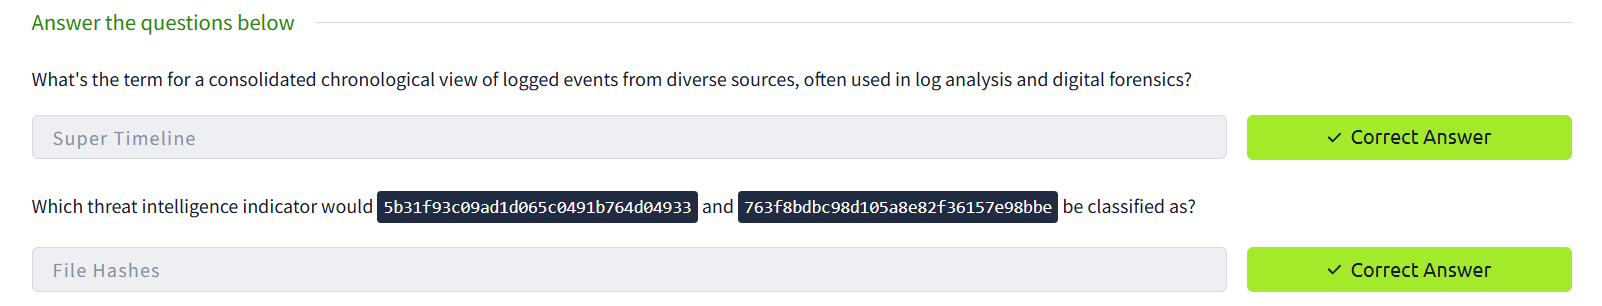 Answer the questions below
What's the term for a consolidated chronological view of logged events from diverse sources, often used in log analysis and digital forensics?
Super Timeline
✓ Correct Answer
Which threat intelligence indicator would 5b31f93c09ad1d065c0491b764d04933 and 763f8bdbc98d105a8e82f36157e98bbe be classified as?
File Hashes
✓ Correct Answer